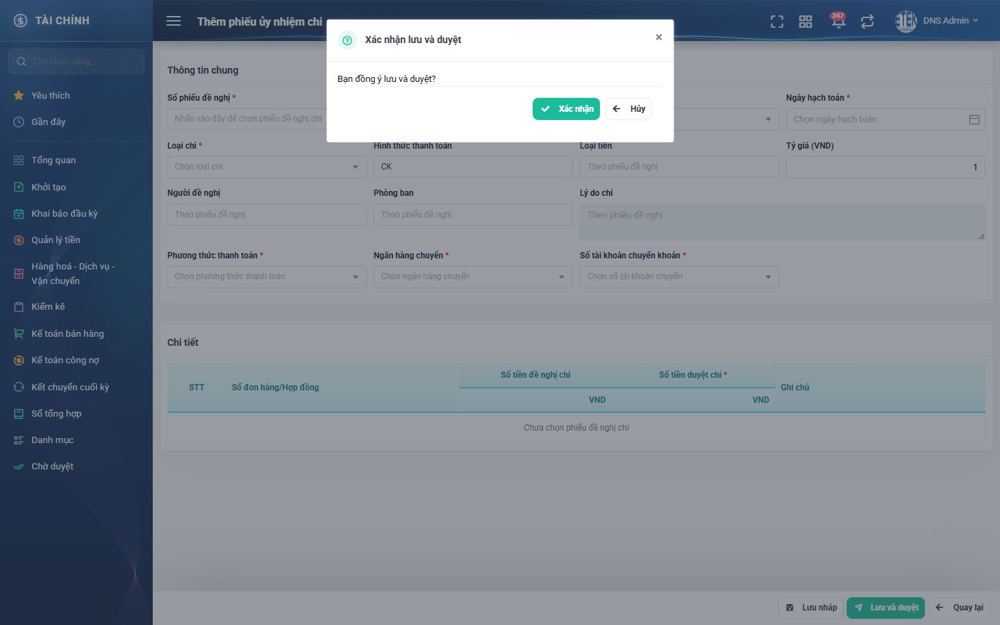 TÀI CHÍNH
Tìm chức năng...
Yêu thích
Gần đây
Tổng quan
Khởi tạo
Khai báo đầu kỳ
Quản lý tiền
Hàng hoá - Dịch vụ -
Vận chuyển
Kiểm kê
Kế toán bán hàng
Kế toán công nợ
Kết chuyển cuối kỳ
Sổ tổng hợp
Danh mục
Chờ duyệt
Thêm phiếu ủy nhiệm chi
347
DNS Admin
Xác nhận lưu và duyệt
×
Bạn đồng ý lưu và duyệt?
Xác nhận
Hủy
Thông tin chung
Số phiếu đề nghị *
Nhấn vào đây để chọn phiếu đề nghị chi
Ngày hạch toán *
Chọn ngày hạch toán
Loại chi *
Chọn loại chi
Hình thức thanh toán
CK
Loại tiền
Theo phiếu đề nghị
Tỷ giá (VND)
1
Người đề nghị
Theo phiếu đề nghị
Phòng ban
Theo phiếu đề nghị
Lý do chi
Theo phiếu đề nghị
Phương thức thanh toán *
Chọn phương thức thanh toán
Ngân hàng chuyển *
Chọn ngân hàng chuyển
Số tài khoản chuyển khoản *
Chọn số tài khoản chuyển
Chi tiết
STT
Số đơn hàng/Hợp đồng
Số tiền đề nghị chi
Số tiền duyệt chi *
Ghi chú
VND
VND
Chưa chọn phiếu đề nghị chi
Lưu nháp
Lưu và duyệt
Quay lại